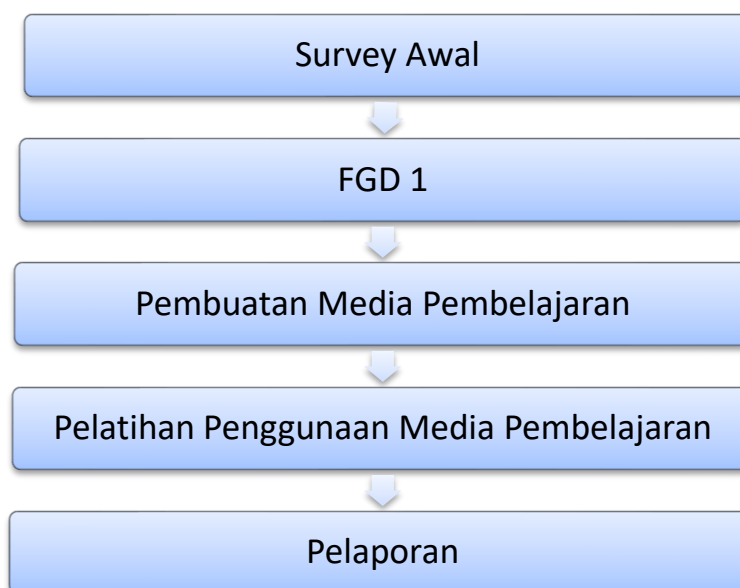 Survey Awal
FGD 1
Pembuatan Media Pembelajaran
Pelatihan Penggunaan Media Pembelajaran
Pelaporan